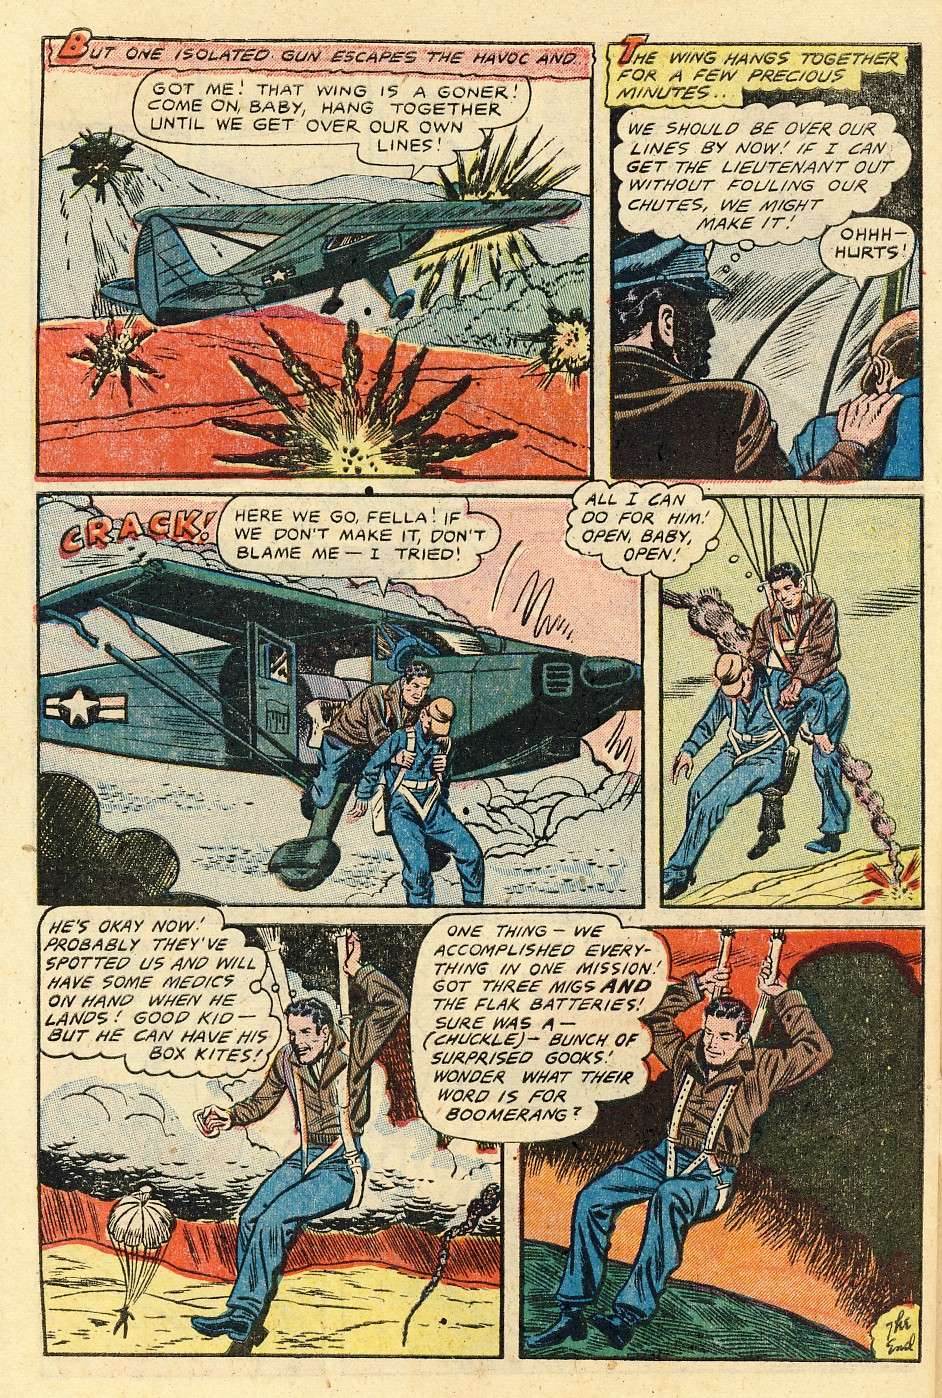 BUT ONE ISOLATED GUN ESCAPES THE HAVOC AND
GOT ME! THAT WING IS A GONER!
COME ON, BABY, HANG TOGETHER
UNTIL WE GET OVER OUR OWN
LINES!
THE WING HANGS TOGETHER
FOR A FEW PRECIOUS
MINUTES...
WE SHOULD BE OVER OUR
LINES BY NOW! IF I CAN
GET THE LIEUTENANT OUT
WITHOUT FOULING OUR
CHUTES, WE MIGHT
MAKE IT!
OHHH—
HURTS!
CRACK!
HERE WE GO, FELLA! IF
WE DON'T MAKE IT, DON'T
BLAME ME — I TRIED!
ALL I CAN
DO FOR HIM!
OPEN, BABY,
OPEN!
HE'S OKAY NOW!
PROBABLY THEY'VE
SPOTTED US AND WILL
HAVE SOME MEDICS
ON HAND WHEN HE
LANDS! GOOD KID—
BUT HE CAN HAVE HIS
BOX KITES!
ONE THING — WE
ACCOMPLISHED EVERY-
THING IN ONE MISSION!
GOT THREE MIGS AND
THE FLAK BATTERIES!
SURE WAS A —
(CHUCKLE) — BUNCH OF
SURPRISED GOOKS!
WONDER WHAT THEIR
WORD IS FOR
BOOMERANG?
The
End